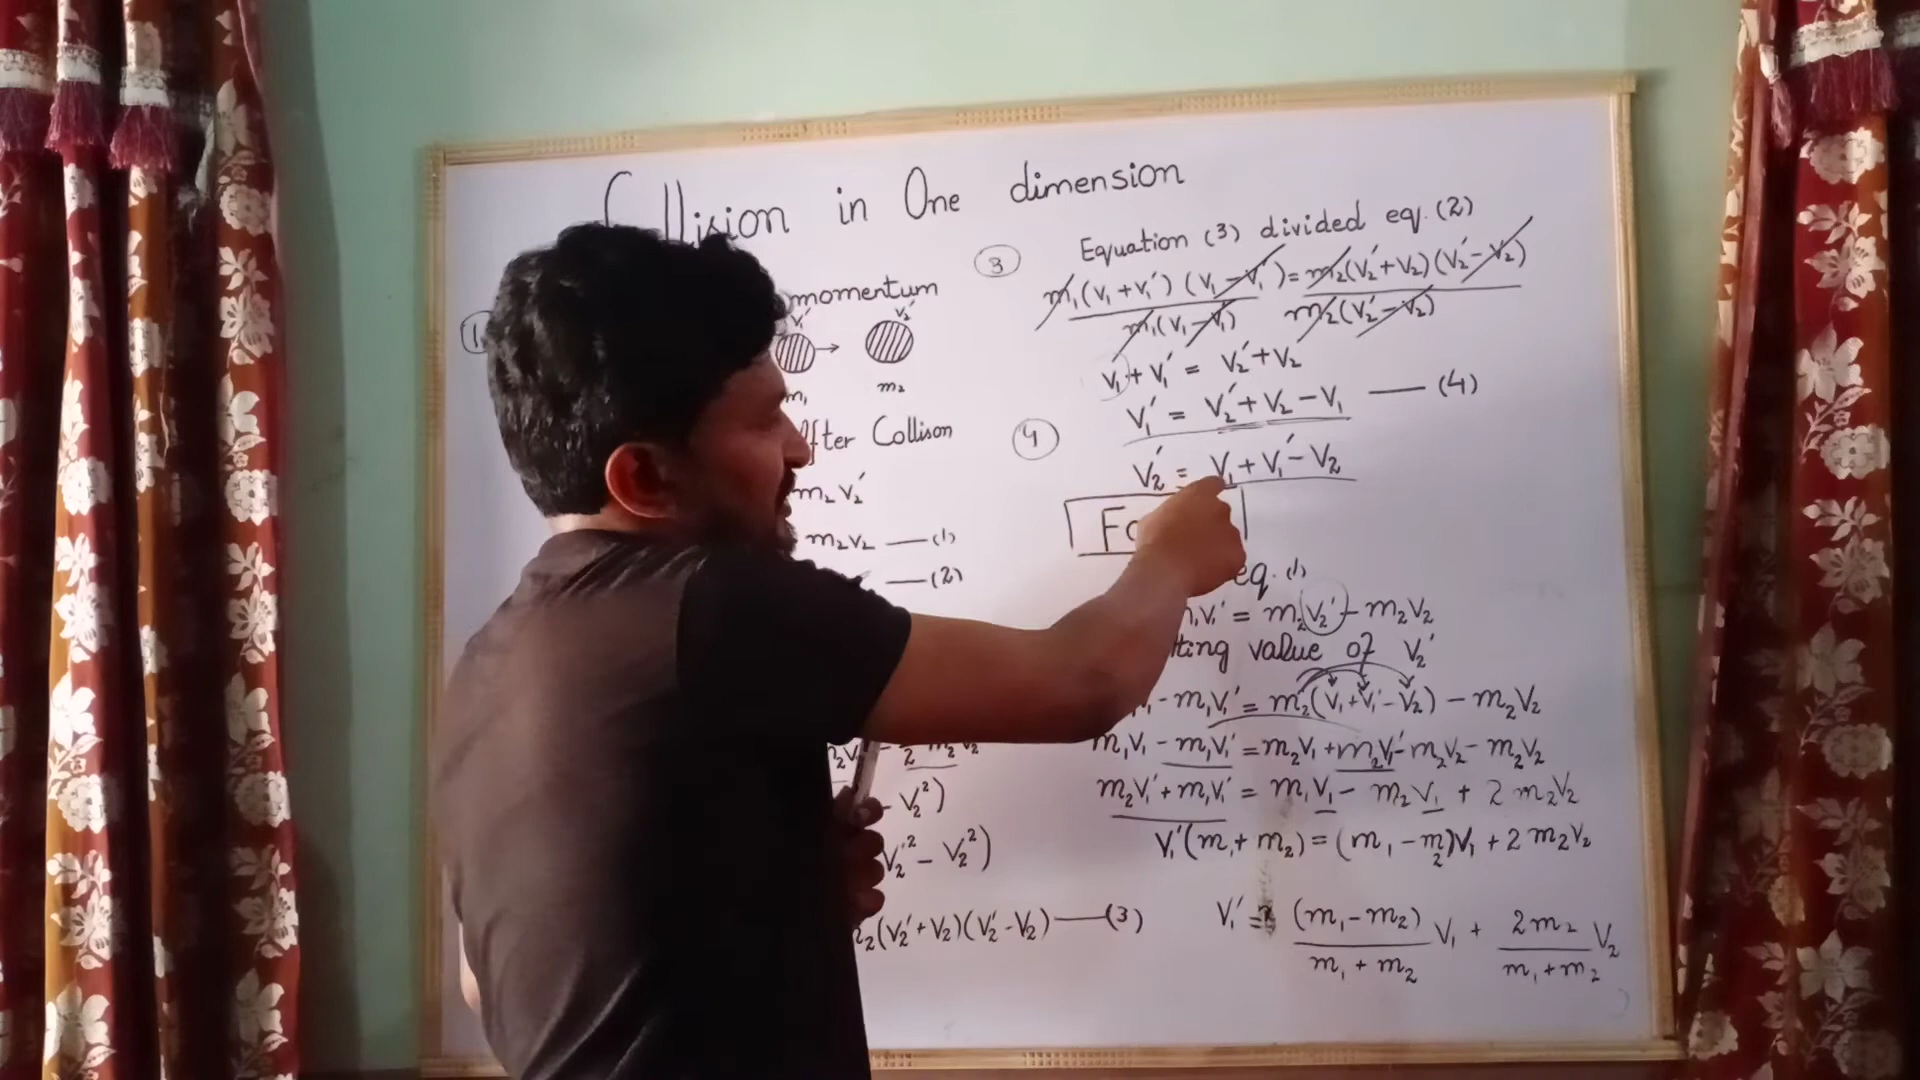 Collision in One dimension
momentum
V₁′ V₂′
m₁ m₂
After Collison
m₂V₂′
m₂V₂ —(1)
—(2)
V₂²)
V₂′² – V₂²)
(V₂′+V₂)(V₂′–V₂) —(3)
(3) Equation (3) divided eq. (2)
m₁(V₁+V₁′)(V₁–V₁′) = m₂(V₂′+V₂)(V₂′–V₂)
m₁(V₁–V₁) m₂(V₂′–V₂)
V₁+V₁′ = V₂′+V₂
V₁′ = V₂′+V₂–V₁ — (4)
(4) V₂′ = V₁+V₁′–V₂
eq. (1)
V₁′ = m₂V₂′ – m₂V₂
value of V₂′
– m₁V₁′ = m₂(V₁+V₁′–V₂) – m₂V₂
m₁V₁ – m₁V₁′ = m₂V₁ + m₂V₁′ – m₂V₂ – m₂V₂
m₂V₁′ + m₁V₁′ = m₁V₁ – m₂V₁ + 2m₂V₂
V₁′(m₁+m₂) = (m₁–m₂)V₁ + 2m₂V₂
V₁′ = (m₁–m₂) V₁ + 2m₂ V₂
m₁+m₂ m₁+m₂